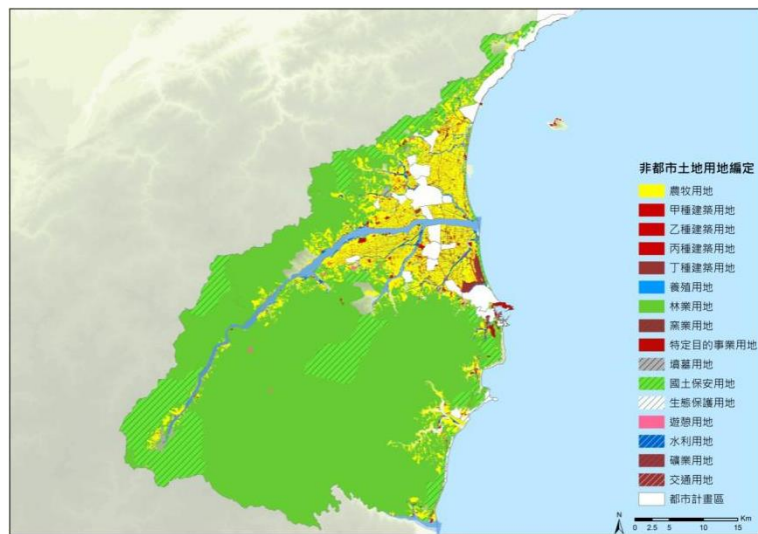 非都市土地用地編定
農牧用地
甲種建築用地
乙種建築用地
丙種建築用地
丁種建築用地
養殖用地
林業用地
窯業用地
特定目的事業用地
墳墓用地
國土保安用地
生態保護用地
遊憩用地
水利用地
礦業用地
交通用地
都市計畫區
N
Km
0 2.5 5 10 15